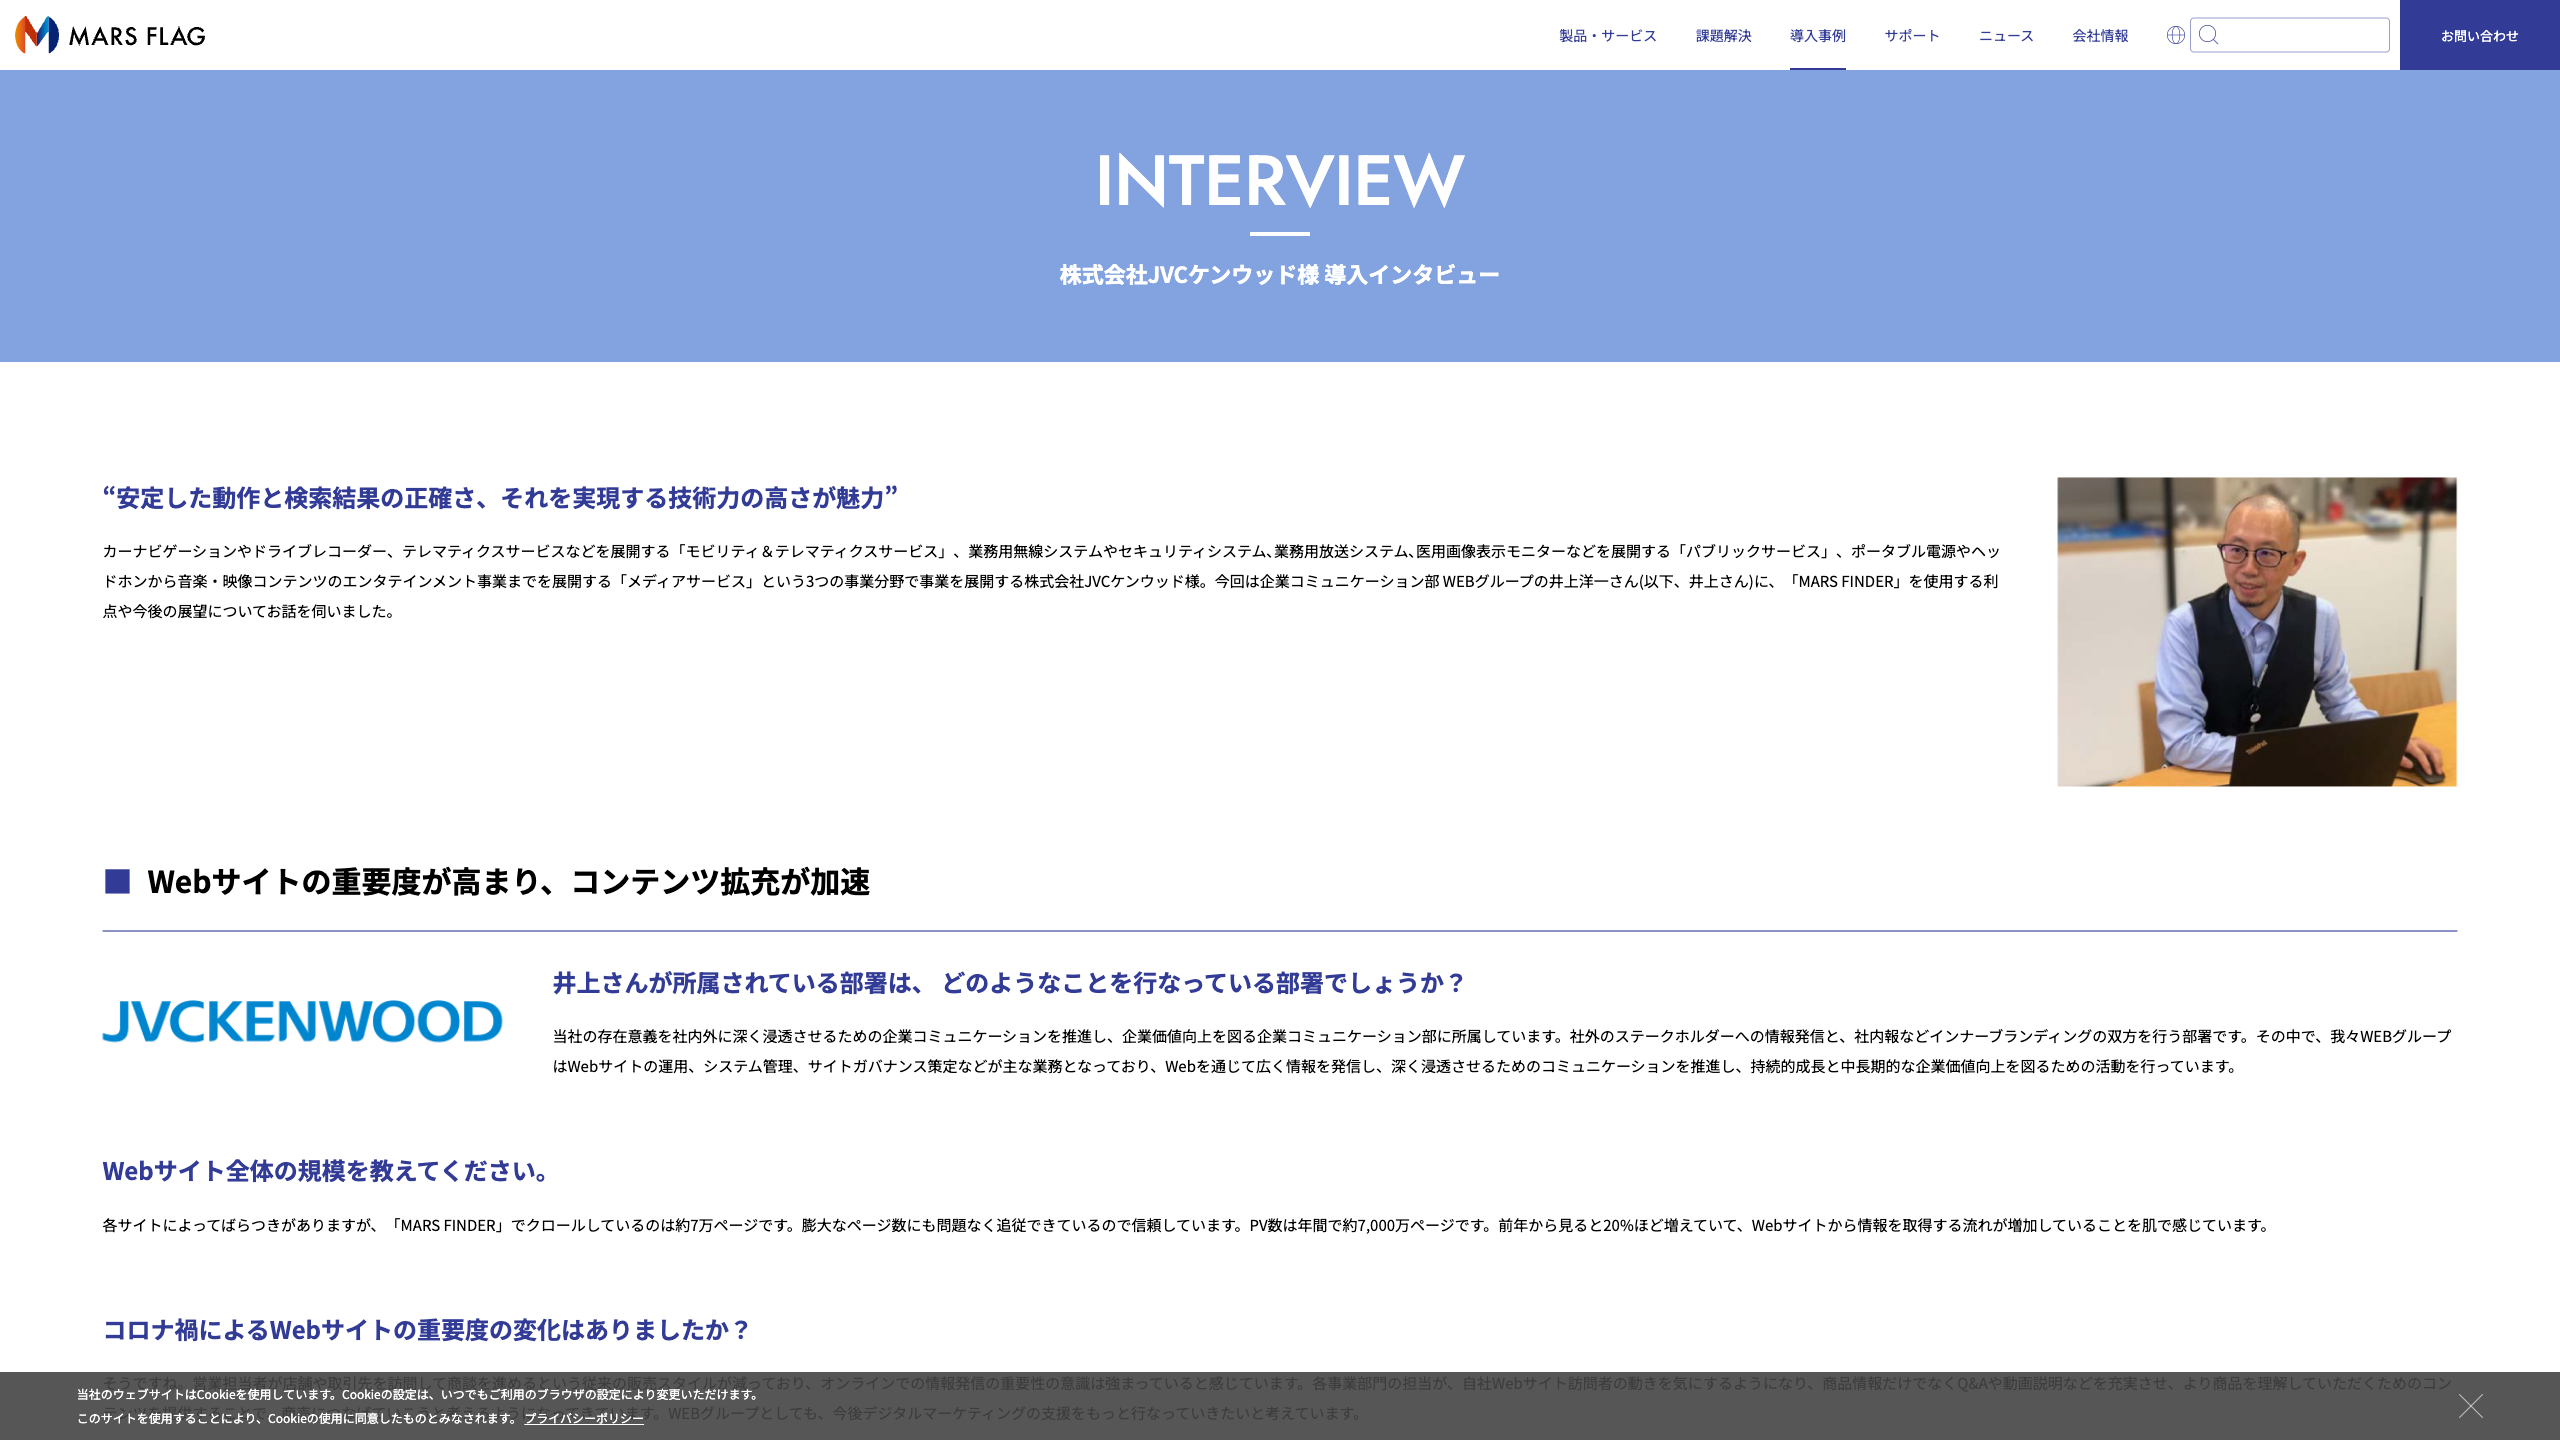 MARS FLAG
製品・サービス
課題解決
導入事例
サポート
ニュース
会社情報
お問い合わせ
INTERVIEW
株式会社JVCケンウッド様 導入インタビュー
“安定した動作と検索結果の正確さ、それを実現する技術力の高さが魅力”
カーナビゲーションやドライブレコーダー、テレマティクスサービスなどを展開する「モビリティ＆テレマティクスサービス」、業務用無線システムやセキュリティシステム､業務用放送システム､医用画像表示モニターなどを展開する「パブリックサービス」、ポータブル電源やヘッ
ドホンから音楽・映像コンテンツのエンタテインメント事業までを展開する「メディアサービス」という3つの事業分野で事業を展開する株式会社JVCケンウッド様。今回は企業コミュニケーション部 WEBグループの井上洋一さん(以下、井上さん)に、「MARS FINDER」を使用する利
点や今後の展望についてお話を伺いました。
ThinkPad
■ Webサイトの重要度が高まり、コンテンツ拡充が加速
JVCKENWOOD
井上さんが所属されている部署は、 どのようなことを行なっている部署でしょうか？
当社の存在意義を社内外に深く浸透させるための企業コミュニケーションを推進し、企業価値向上を図る企業コミュニケーション部に所属しています。社外のステークホルダーへの情報発信と、社内報などインナーブランディングの双方を行う部署です。その中で、我々WEBグループ
はWebサイトの運用、システム管理、サイトガバナンス策定などが主な業務となっており、Webを通じて広く情報を発信し、深く浸透させるためのコミュニケーションを推進し、持続的成長と中長期的な企業価値向上を図るための活動を行っています。
Webサイト全体の規模を教えてください。
各サイトによってばらつきがありますが、「MARS FINDER」でクロールしているのは約7万ページです。膨大なページ数にも問題なく追従できているので信頼しています。PV数は年間で約7,000万ページです。前年から見ると20%ほど増えていて、Webサイトから情報を取得する流れが増加していることを肌で感じています。
コロナ禍によるWebサイトの重要度の変化はありましたか？
そうですね。営業担当者が店舗や取引先を訪問して商談を進めるという従来の販売スタイルが減っており、オンラインでの情報発信の重要性の意識は強まっていると感じています。各事業部門の担当が、自社Webサイト訪問者の動きを気にするようになり、商品情報だけでなくQ&Aや動画説明などを充実させ、より商品を理解していただくためのコン
WEBグループとしても、今後デジタルマーケティングの支援をもっと行なっていきたいと考えています。
当社のウェブサイトはCookieを使用しています。Cookieの設定は、いつでもご利用のブラウザの設定により変更いただけます。
このサイトを使用することにより、Cookieの使用に同意したものとみなされます。 プライバシーポリシー